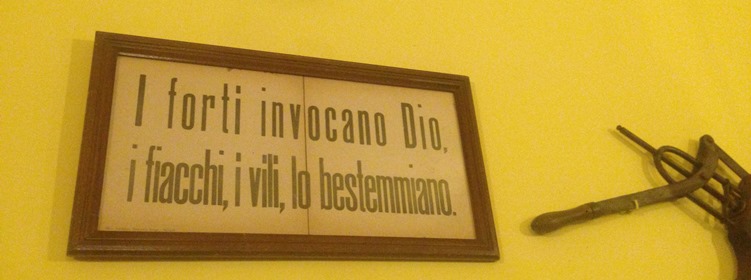 I forti invocano Dio,
i fiacchi, i vili, lo bestemmiano.